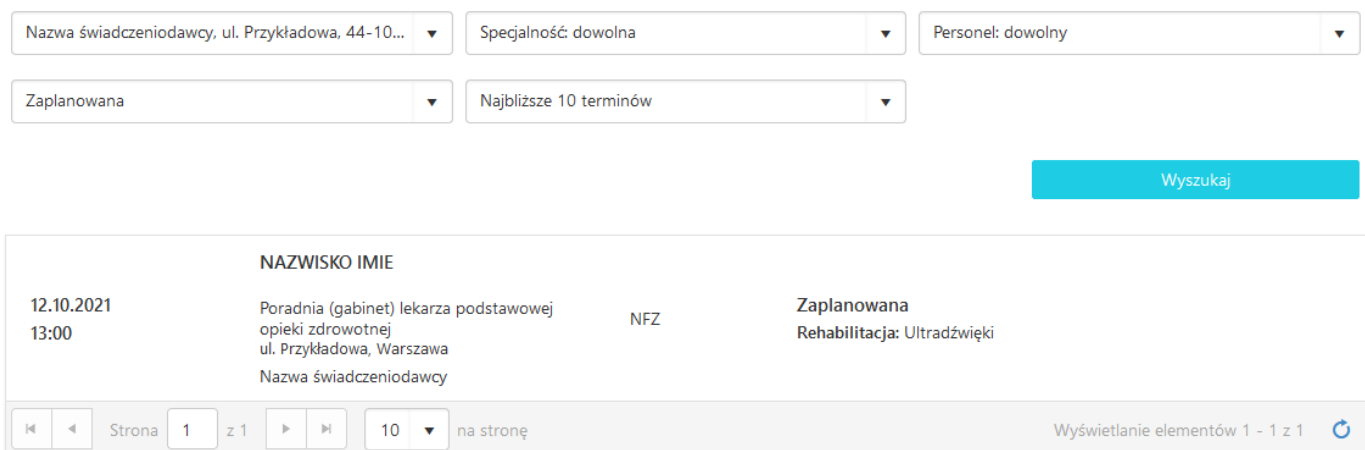 Nazwa świadczeniodawcy, ul. Przykładowa, 44-10... Specjalność: dowolna Personel: dowolny
Zaplanowana Najbliższe 10 terminów
Wyszukaj
NAZWISKO IMIE
12.10.2021
13:00
Poradnia (gabinet) lekarza podstawowej
opieki zdrowotnej
ul. Przykładowa, Warszawa
Nazwa świadczeniodawcy
NFZ
Zaplanowana
Rehabilitacja: Ultradźwięki
Strona 1 z 1 10 na stronę Wyświetlanie elementów 1 - 1 z 1